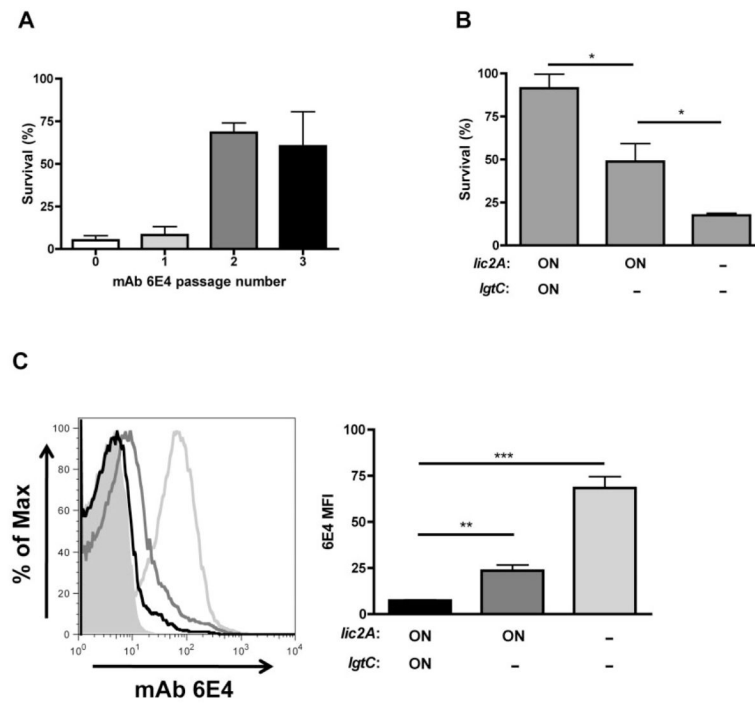 A
100
75
50
25
0
Survival (%)
0 1 2 3
mAb 6E4 passage number
B
* *
100
75
50
25
0
Survival (%)
lic2A: ON ON –
lgtC: ON – –
C
100
80
60
40
20
0
% of Max
10⁰ 10¹ 10² 10³ 10⁴
mAb 6E4
100
75
50
25
0
6E4 MFI
***
**
lic2A: ON ON –
lgtC: ON – –